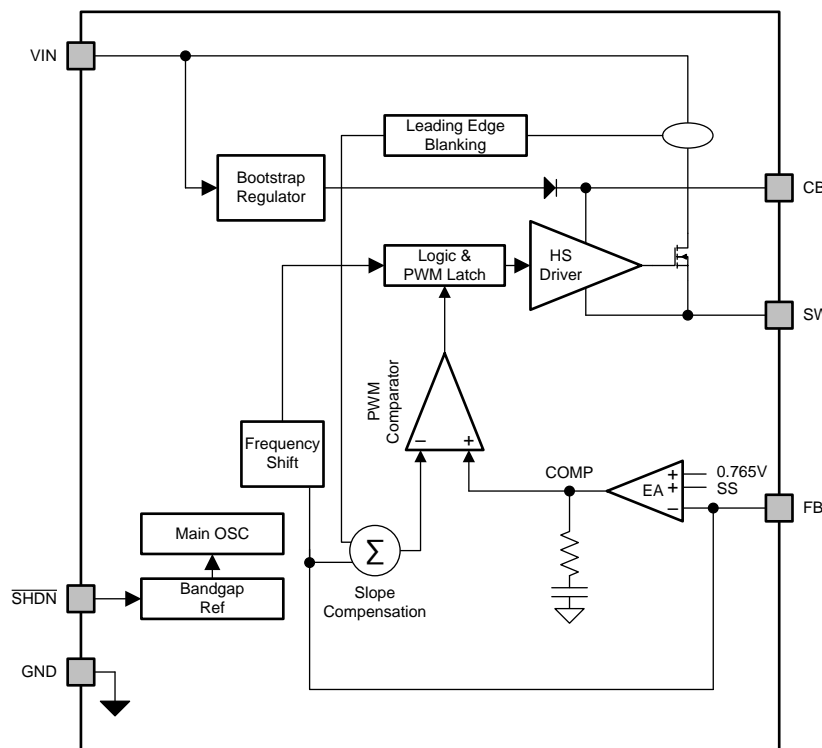 VIN
Leading Edge
Blanking
Bootstrap
Regulator
CB
Logic &
PWM Latch
HS
Driver
SW
PWM
Comparator
−
+
Frequency
Shift
COMP
EA
+
+
−
0.765V
SS
FB
Main OSC
Σ
SHDN
Bandgap
Ref
Slope
Compensation
GND